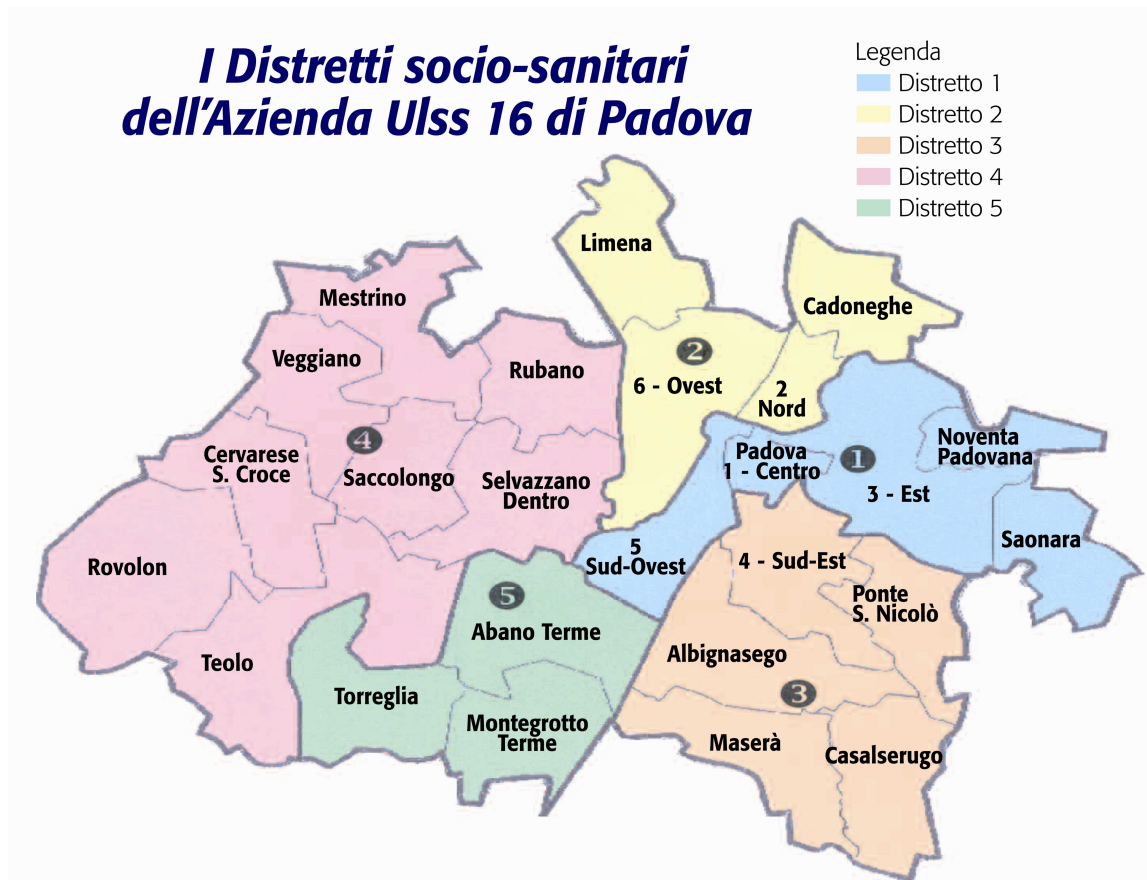 I Distretti socio-sanitari
dell'Azienda Ulss 16 di Padova
Legenda
Distretto 1
Distretto 2
Distretto 3
Distretto 4
Distretto 5
Limena
Mestrino
Cadoneghe
Veggiano
2
Rubano
6 - Ovest
2
Nord
4
Cervarese
S. Croce
Saccolongo
Selvazzano
Dentro
Padova
1 - Centro
1
Noventa
Padovana
3 - Est
Saonara
Rovolon
5
Sud-Ovest
4 - Sud-Est
5
Abano Terme
Ponte
S. Nicolò
Teolo
Albignasego
Torreglia
3
Montegrotto
Terme
Maserà
Casalserugo